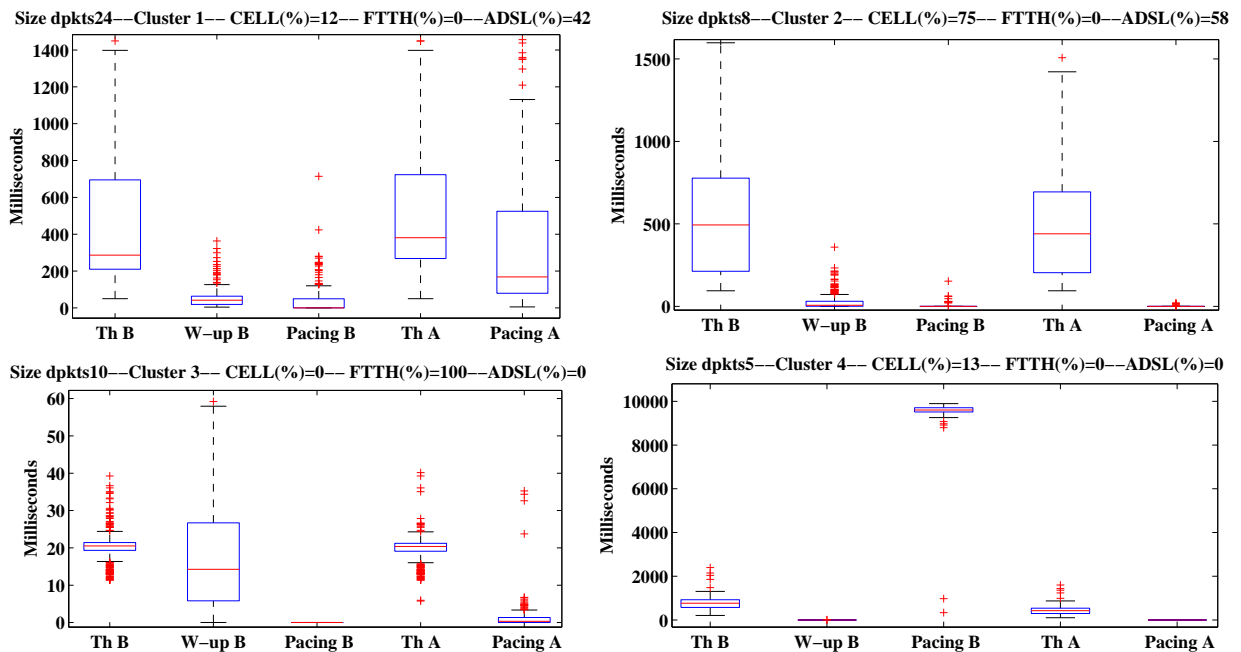 Size dpkts24−−Cluster 1−− CELL(%)=12−− FTTH(%)=0−−ADSL(%)=42
1400
1200
1000
800
600
400
200
0
Milliseconds
Th B W−up B Pacing B Th A Pacing A
Size dpkts8−−Cluster 2−− CELL(%)=75−− FTTH(%)=0−−ADSL(%)=58
1500
1000
500
0
Milliseconds
Th B W−up B Pacing B Th A Pacing A
Size dpkts10−−Cluster 3−− CELL(%)=0−− FTTH(%)=100−−ADSL(%)=0
60
50
40
30
20
10
0
Milliseconds
Th B W−up B Pacing B Th A Pacing A
Size dpkts5−−Cluster 4−− CELL(%)=13−− FTTH(%)=0−−ADSL(%)=0
10000
8000
6000
4000
2000
0
Milliseconds
Th B W−up B Pacing B Th A Pacing A